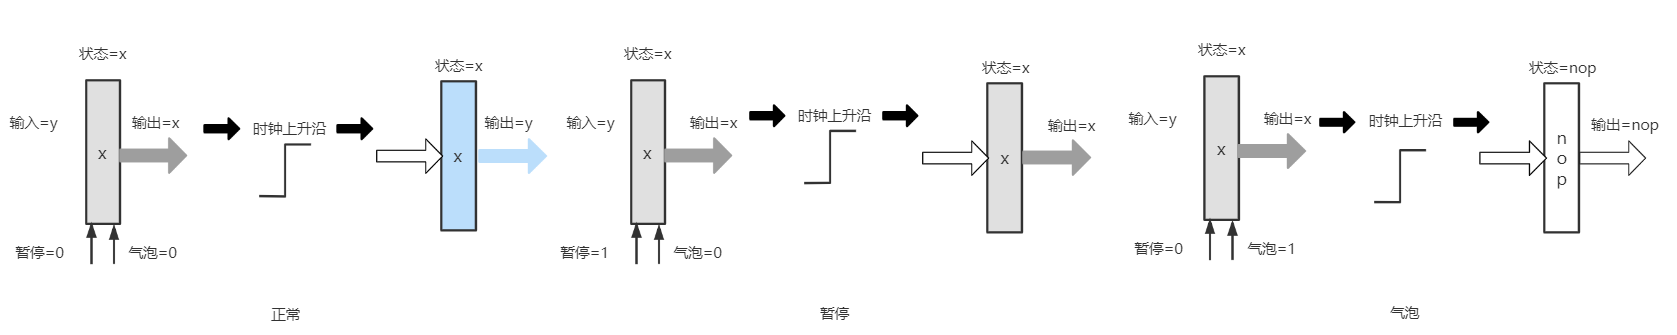 状态=x
输入=y
输出=x
x
暂停=0
气泡=0
时钟上升沿
状态=x
输出=y
x
正常
状态=x
输入=y
输出=x
x
暂停=1
气泡=0
时钟上升沿
状态=x
输出=x
x
暂停
状态=x
输入=y
输出=x
x
暂停=0
气泡=1
时钟上升沿
状态=nop
输出=nop
n
o
p
气泡